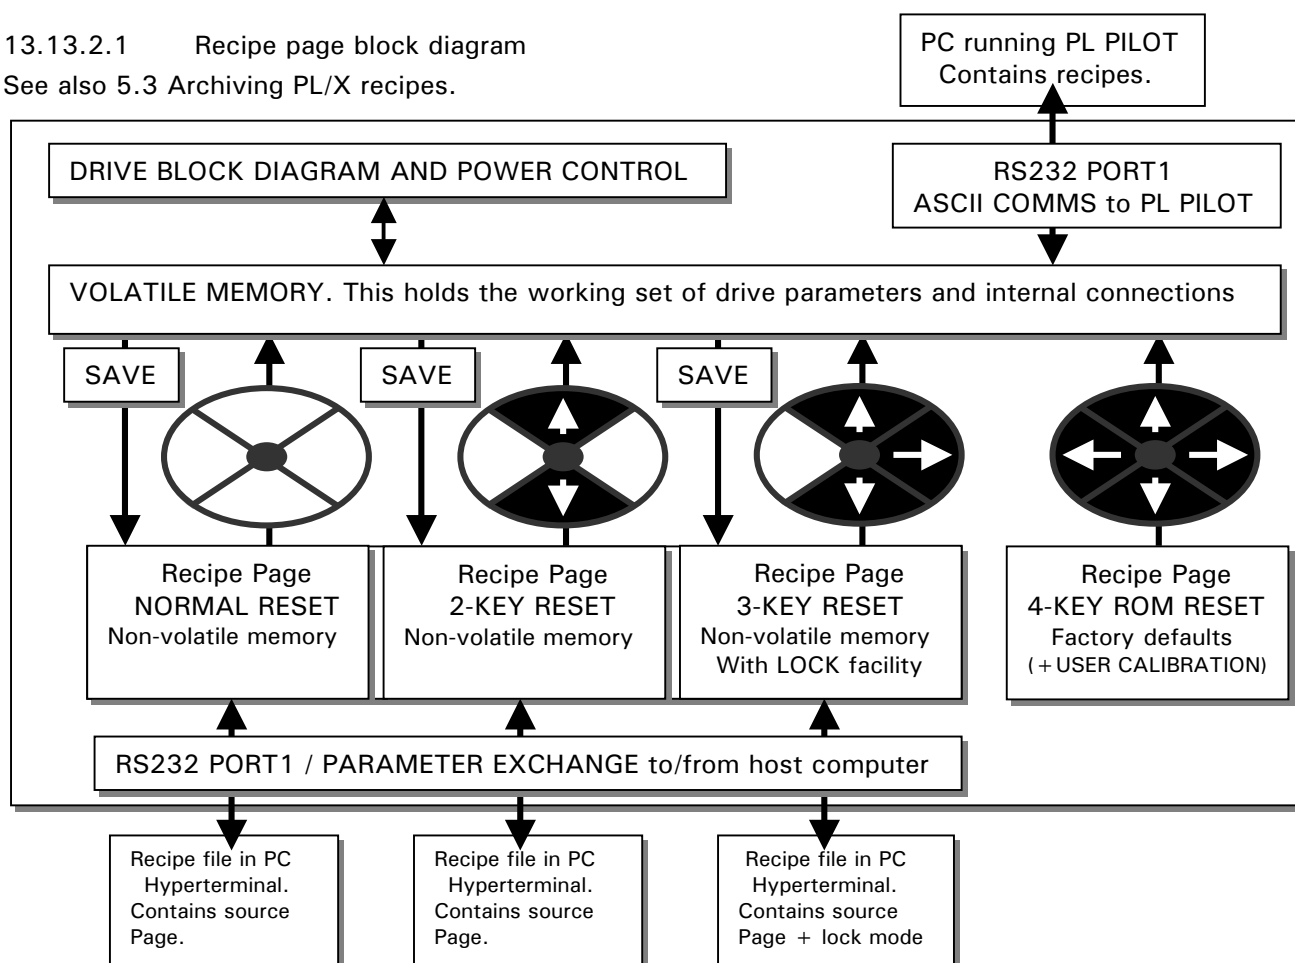 13.13.2.1 Recipe page block diagram
See also 5.3 Archiving PL/X recipes.
PC running PL PILOT
Contains recipes.
DRIVE BLOCK DIAGRAM AND POWER CONTROL
RS232 PORT1
ASCII COMMS to PL PILOT
VOLATILE MEMORY. This holds the working set of drive parameters and internal connections
SAVE
SAVE
SAVE
Recipe Page
NORMAL RESET
Non-volatile memory
Recipe Page
2-KEY RESET
Non-volatile memory
Recipe Page
3-KEY RESET
Non-volatile memory
With LOCK facility
Recipe Page
4-KEY ROM RESET
Factory defaults
(+USER CALIBRATION)
RS232 PORT1 / PARAMETER EXCHANGE to/from host computer
Recipe file in PC
Hyperterminal.
Contains source
Page.
Recipe file in PC
Hyperterminal.
Contains source
Page.
Recipe file in PC
Hyperterminal.
Contains source
Page + lock mode